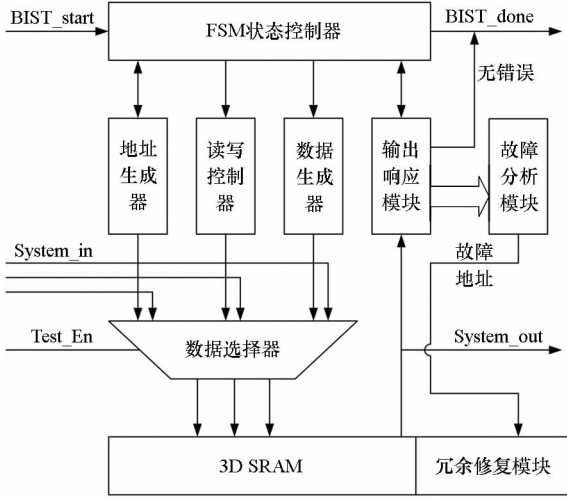 BIST_start
FSM状态控制器
BIST_done
无错误
地址
生成
器
读写
控制
器
数据
生成
器
输出
响应
模块
故障
分析
模块
System_in
故障
地址
Test_En
数据选择器
System_out
3D SRAM
冗余修复模块